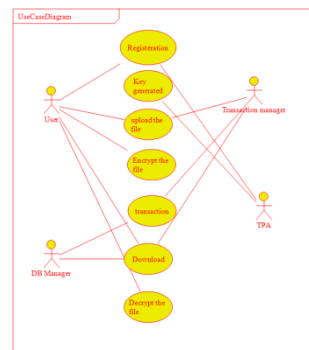 UseCaseDiagram
Registeration
Key
generated
User
upload the
file
Transaction manager
Encrypt the
file
transaction
TPA
DB Manager
Download
Decrypt the
file